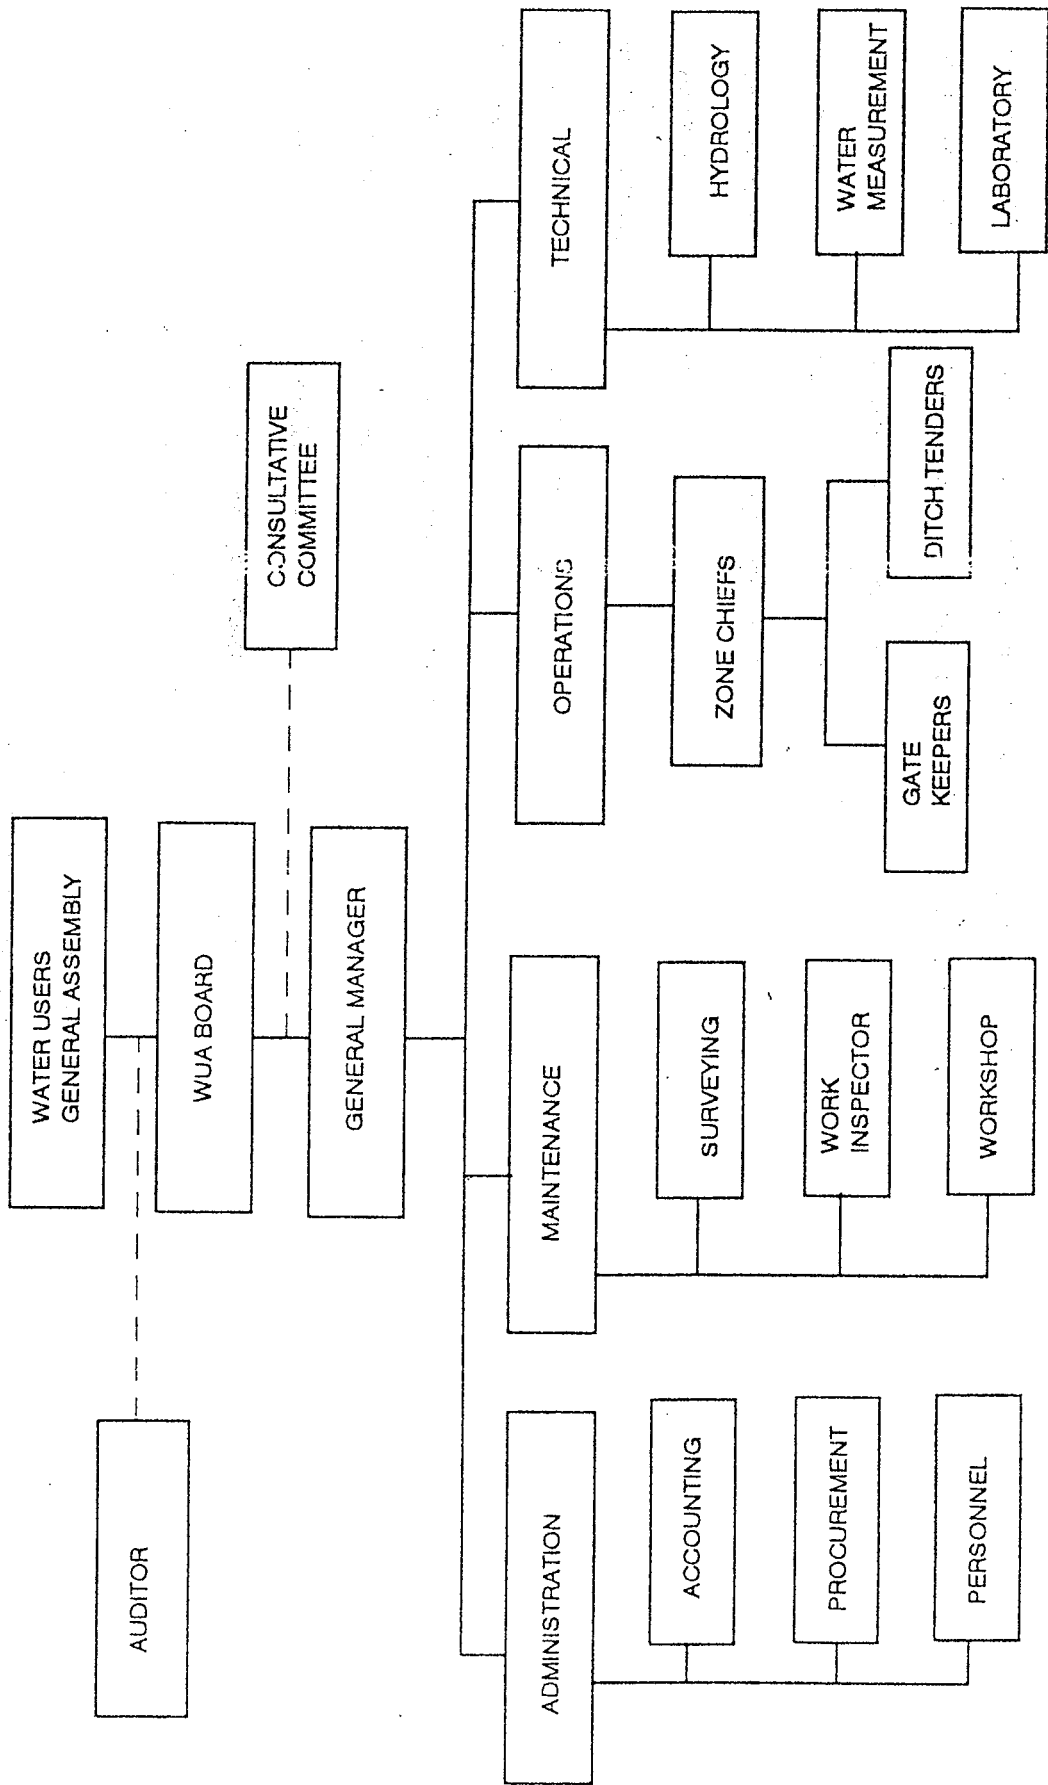 WATER USERS
GENERAL ASSEMBLY
AUDITOR
WUA BOARD
CONSULTATIVE
COMMITTEE
GENERAL MANAGER
ADMINISTRATION
MAINTENANCE
OPERATIONS
TECHNICAL
ACCOUNTING
PROCUREMENT
PERSONNEL
SURVEYING
WORK
INSPECTOR
WORKSHOP
ZONE CHIEFS
GATE
KEEPERS
DITCH TENDERS
HYDROLOGY
WATER
MEASUREMENT
LABORATORY